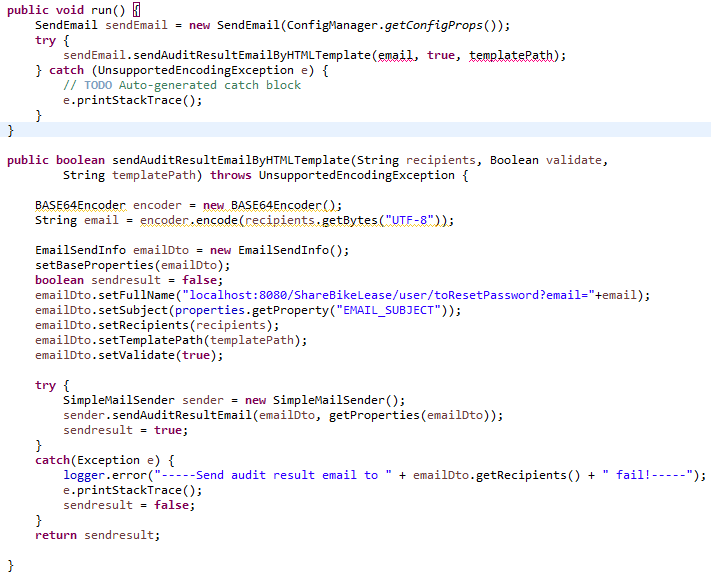 public void run() {
    SendEmail sendEmail = new SendEmail(ConfigManager.getConfigProps());
    try {
        sendEmail.sendAuditResultEmailByHTMLTemplate(email, true, templatePath);
    } catch (UnsupportedEncodingException e) {
        // TODO Auto-generated catch block
        e.printStackTrace();
    }
}
public boolean sendAuditResultEmailByHTMLTemplate(String recipients, Boolean validate,
        String templatePath) throws UnsupportedEncodingException {
    BASE64Encoder encoder = new BASE64Encoder();
    String email = encoder.encode(recipients.getBytes("UTF-8"));
    EmailSendInfo emailDto = new EmailSendInfo();
    setBaseProperties(emailDto);
    boolean sendresult = false;
    emailDto.setFullName("localhost:8080/ShareBikeLease/user/toResetPassword?email="+email);
    emailDto.setSubject(properties.getProperty("EMAIL_SUBJECT"));
    emailDto.setRecipients(recipients);
    emailDto.setTemplatePath(templatePath);
    emailDto.setValidate(true);
    try {
        SimpleMailSender sender = new SimpleMailSender();
        sender.sendAuditResultEmail(emailDto, getProperties(emailDto));
        sendresult = true;
    }
    catch(Exception e) {
        logger.error("-----Send audit result email to " + emailDto.getRecipients() + " fail!-----");
        e.printStackTrace();
        sendresult = false;
    }
    return sendresult;
}